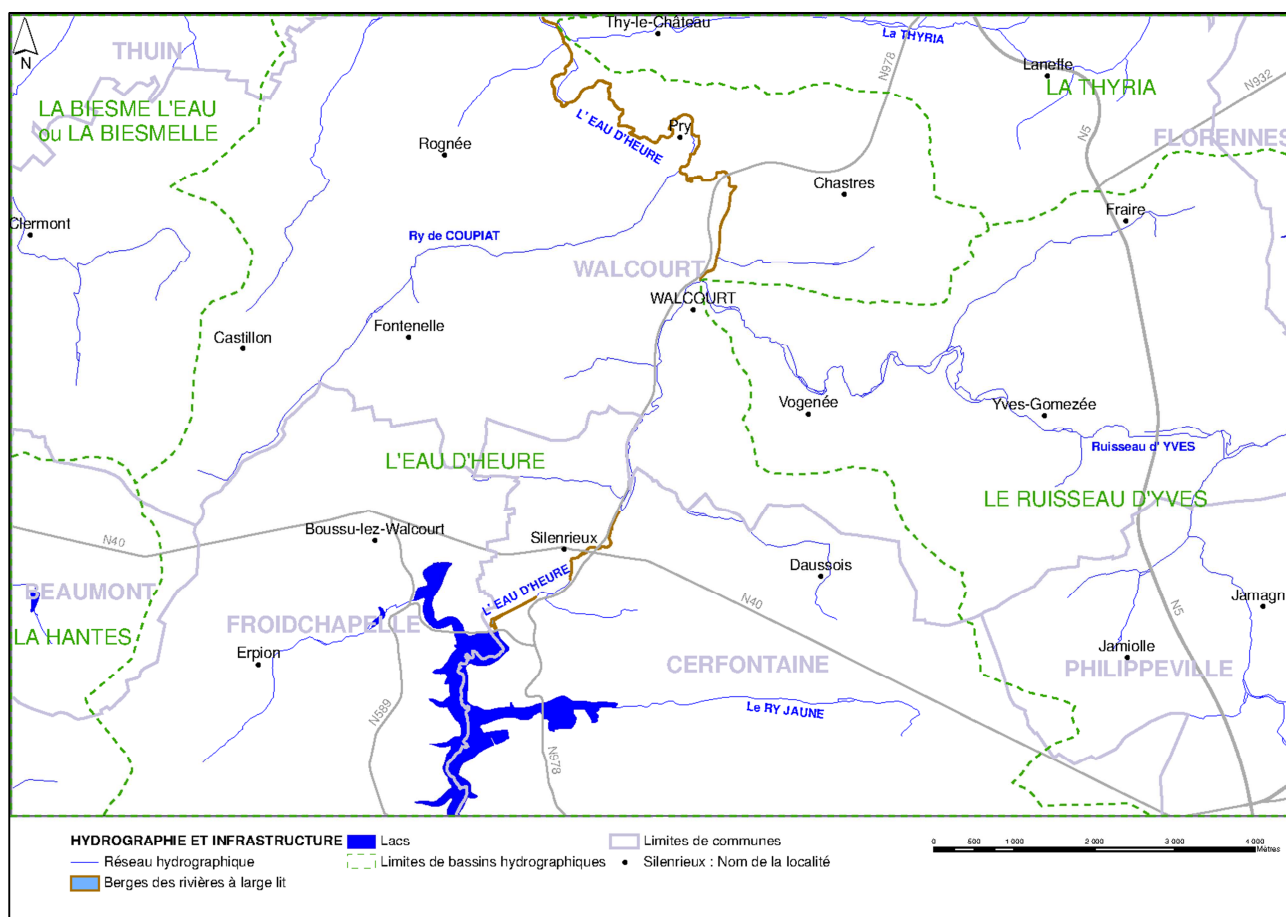 N
THUIN
Thy-le-Château
La THYRIA
N978
Laneffe
N932
LA THYRIA
LA BIESME L'EAU
ou LA BIESMELLE
L' EAU D'HEURE
Pry
N5
FLORENNES
Rognée
Chastres
Fraire
Clermont
Ry de COUPIAT
WALCOURT
WALCOURT
Castillon
Fontenelle
Vogenée
Yves-Gomezée
Ruisseau d' YVES
L'EAU D'HEURE
LE RUISSEAU D'YVES
N40
Boussu-lez-Walcourt
Silenrieux
Daussois
BEAUMONT
L' EAU D'HEURE
N40
N5
Jamagn
LA HANTES
FROIDCHAPELLE
Erpion
CERFONTAINE
Jamiolle
PHILIPPEVILLE
N589
N978
Le RY JAUNE
HYDROGRAPHIE ET INFRASTRUCTURE
Lacs
Limites de communes
Réseau hydrographique
Limites de bassins hydrographiques
Silenrieux : Nom de la localité
Berges des rivières à large lit
0 500 1 000 2 000 3 000 4 000
Mètres